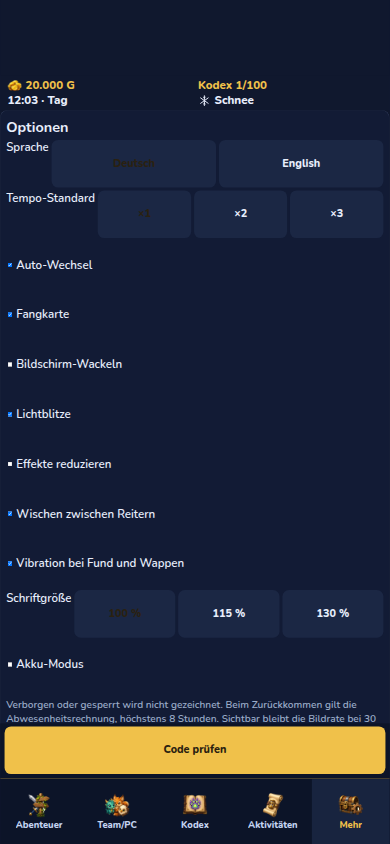 20.000 G
Kodex 1/100
12:03 · Tag
Schnee
Optionen
Sprache
Deutsch
English
Tempo-Standard
×1
×2
×3
Auto-Wechsel
Fangkarte
Bildschirm-Wackeln
Lichtblitze
Effekte reduzieren
Wischen zwischen Reitern
Vibration bei Fund und Wappen
Schriftgröße
100 %
115 %
130 %
Akku-Modus
Verborgen oder gesperrt wird nicht gezeichnet. Beim Zurückkommen gilt die
Abwesenheitsrechnung, höchstens 8 Stunden. Sichtbar bleibt die Bildrate bei 30
Code prüfen
Abenteuer
Team/PC
Kodex
Aktivitäten
Mehr